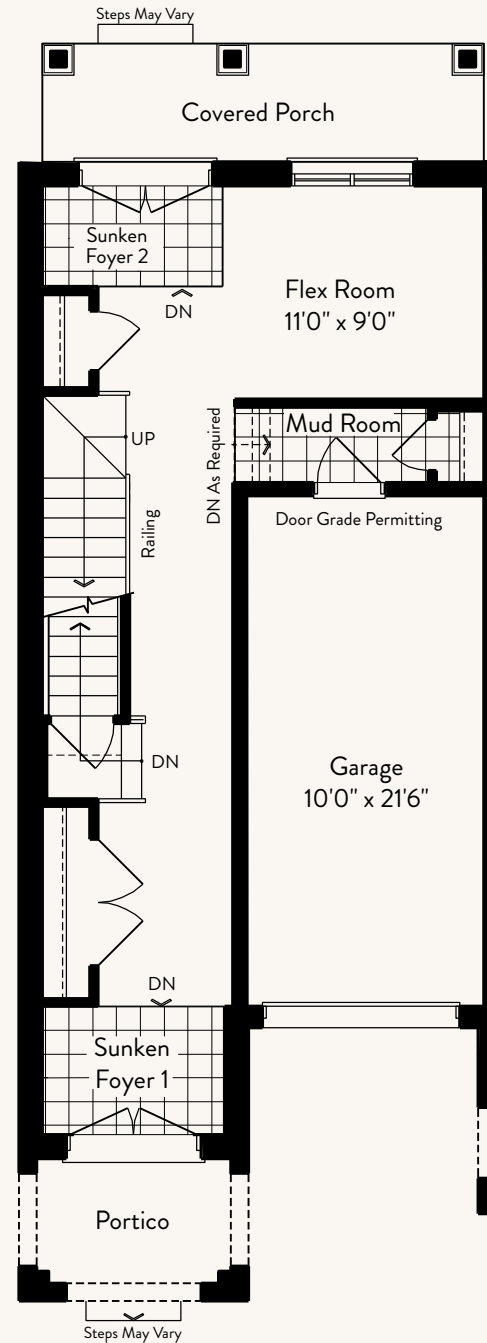 Steps May Vary
Covered Porch
Sunken
Foyer 2
DN
Flex Room
11'0" x 9'0"
UP
DN As Required
Mud Room
Railing
Door Grade Permitting
DN
Garage
10'0" x 21'6"
DN
Sunken
Foyer 1
Portico
Steps May Vary